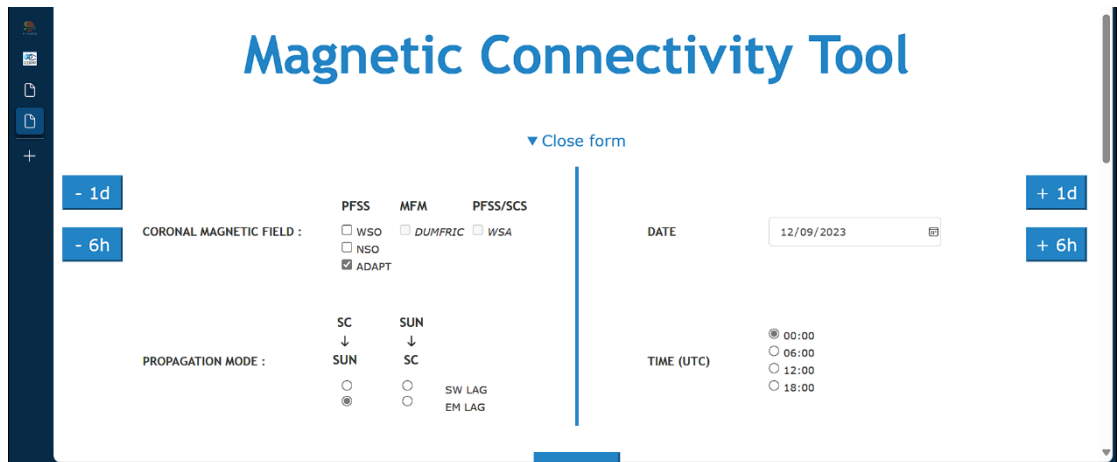 Magnetic Connectivity Tool
▼ Close form
- 1d
- 6h
+ 1d
+ 6h
CORONAL MAGNETIC FIELD :
PFSS MFM PFSS/SCS
WSO DUMFRIC WSA
NSO
ADAPT
PROPAGATION MODE :
SC SUN
↓ ↓
SUN SC
SW LAG
EM LAG
DATE
12/09/2023
TIME (UTC)
00:00
06:00
12:00
18:00